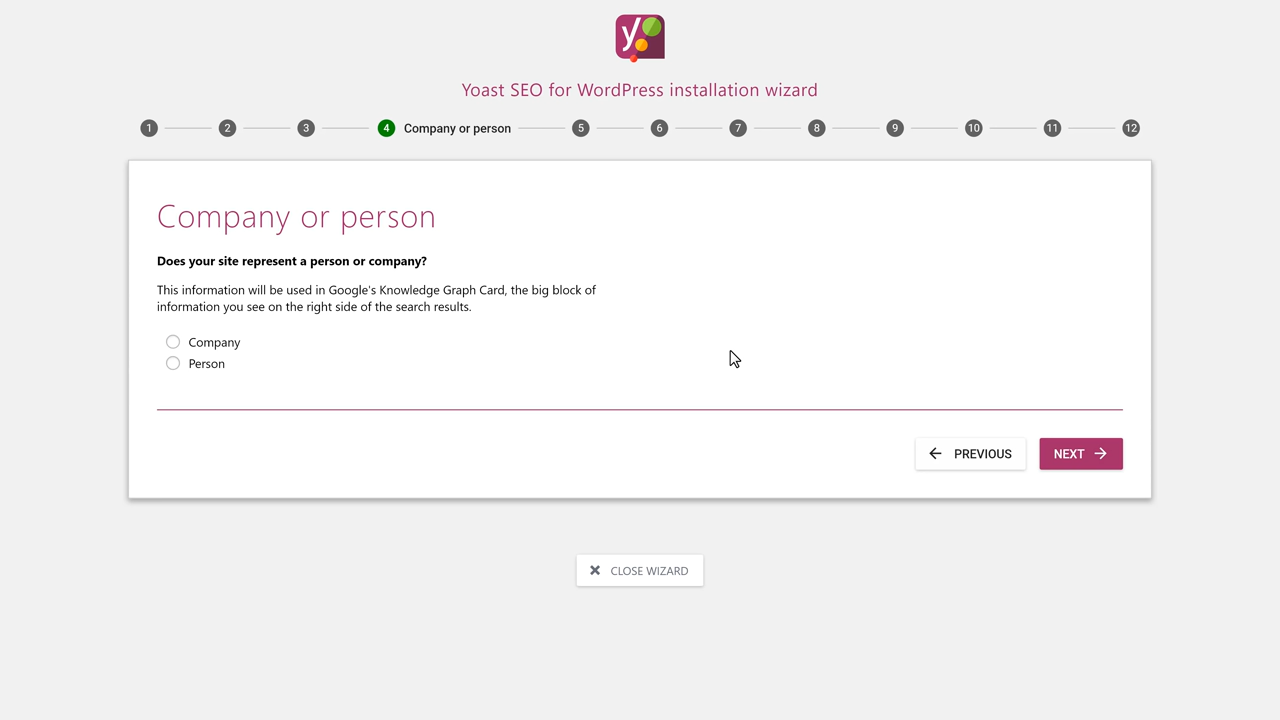 y
Yoast SEO for WordPress installation wizard
1 2 3 4 Company or person 5 6 7 8 9 10 11 12
Company or person
Does your site represent a person or company?
This information will be used in Google's Knowledge Graph Card, the big block of
information you see on the right side of the search results.
Company
Person
PREVIOUS NEXT
CLOSE WIZARD